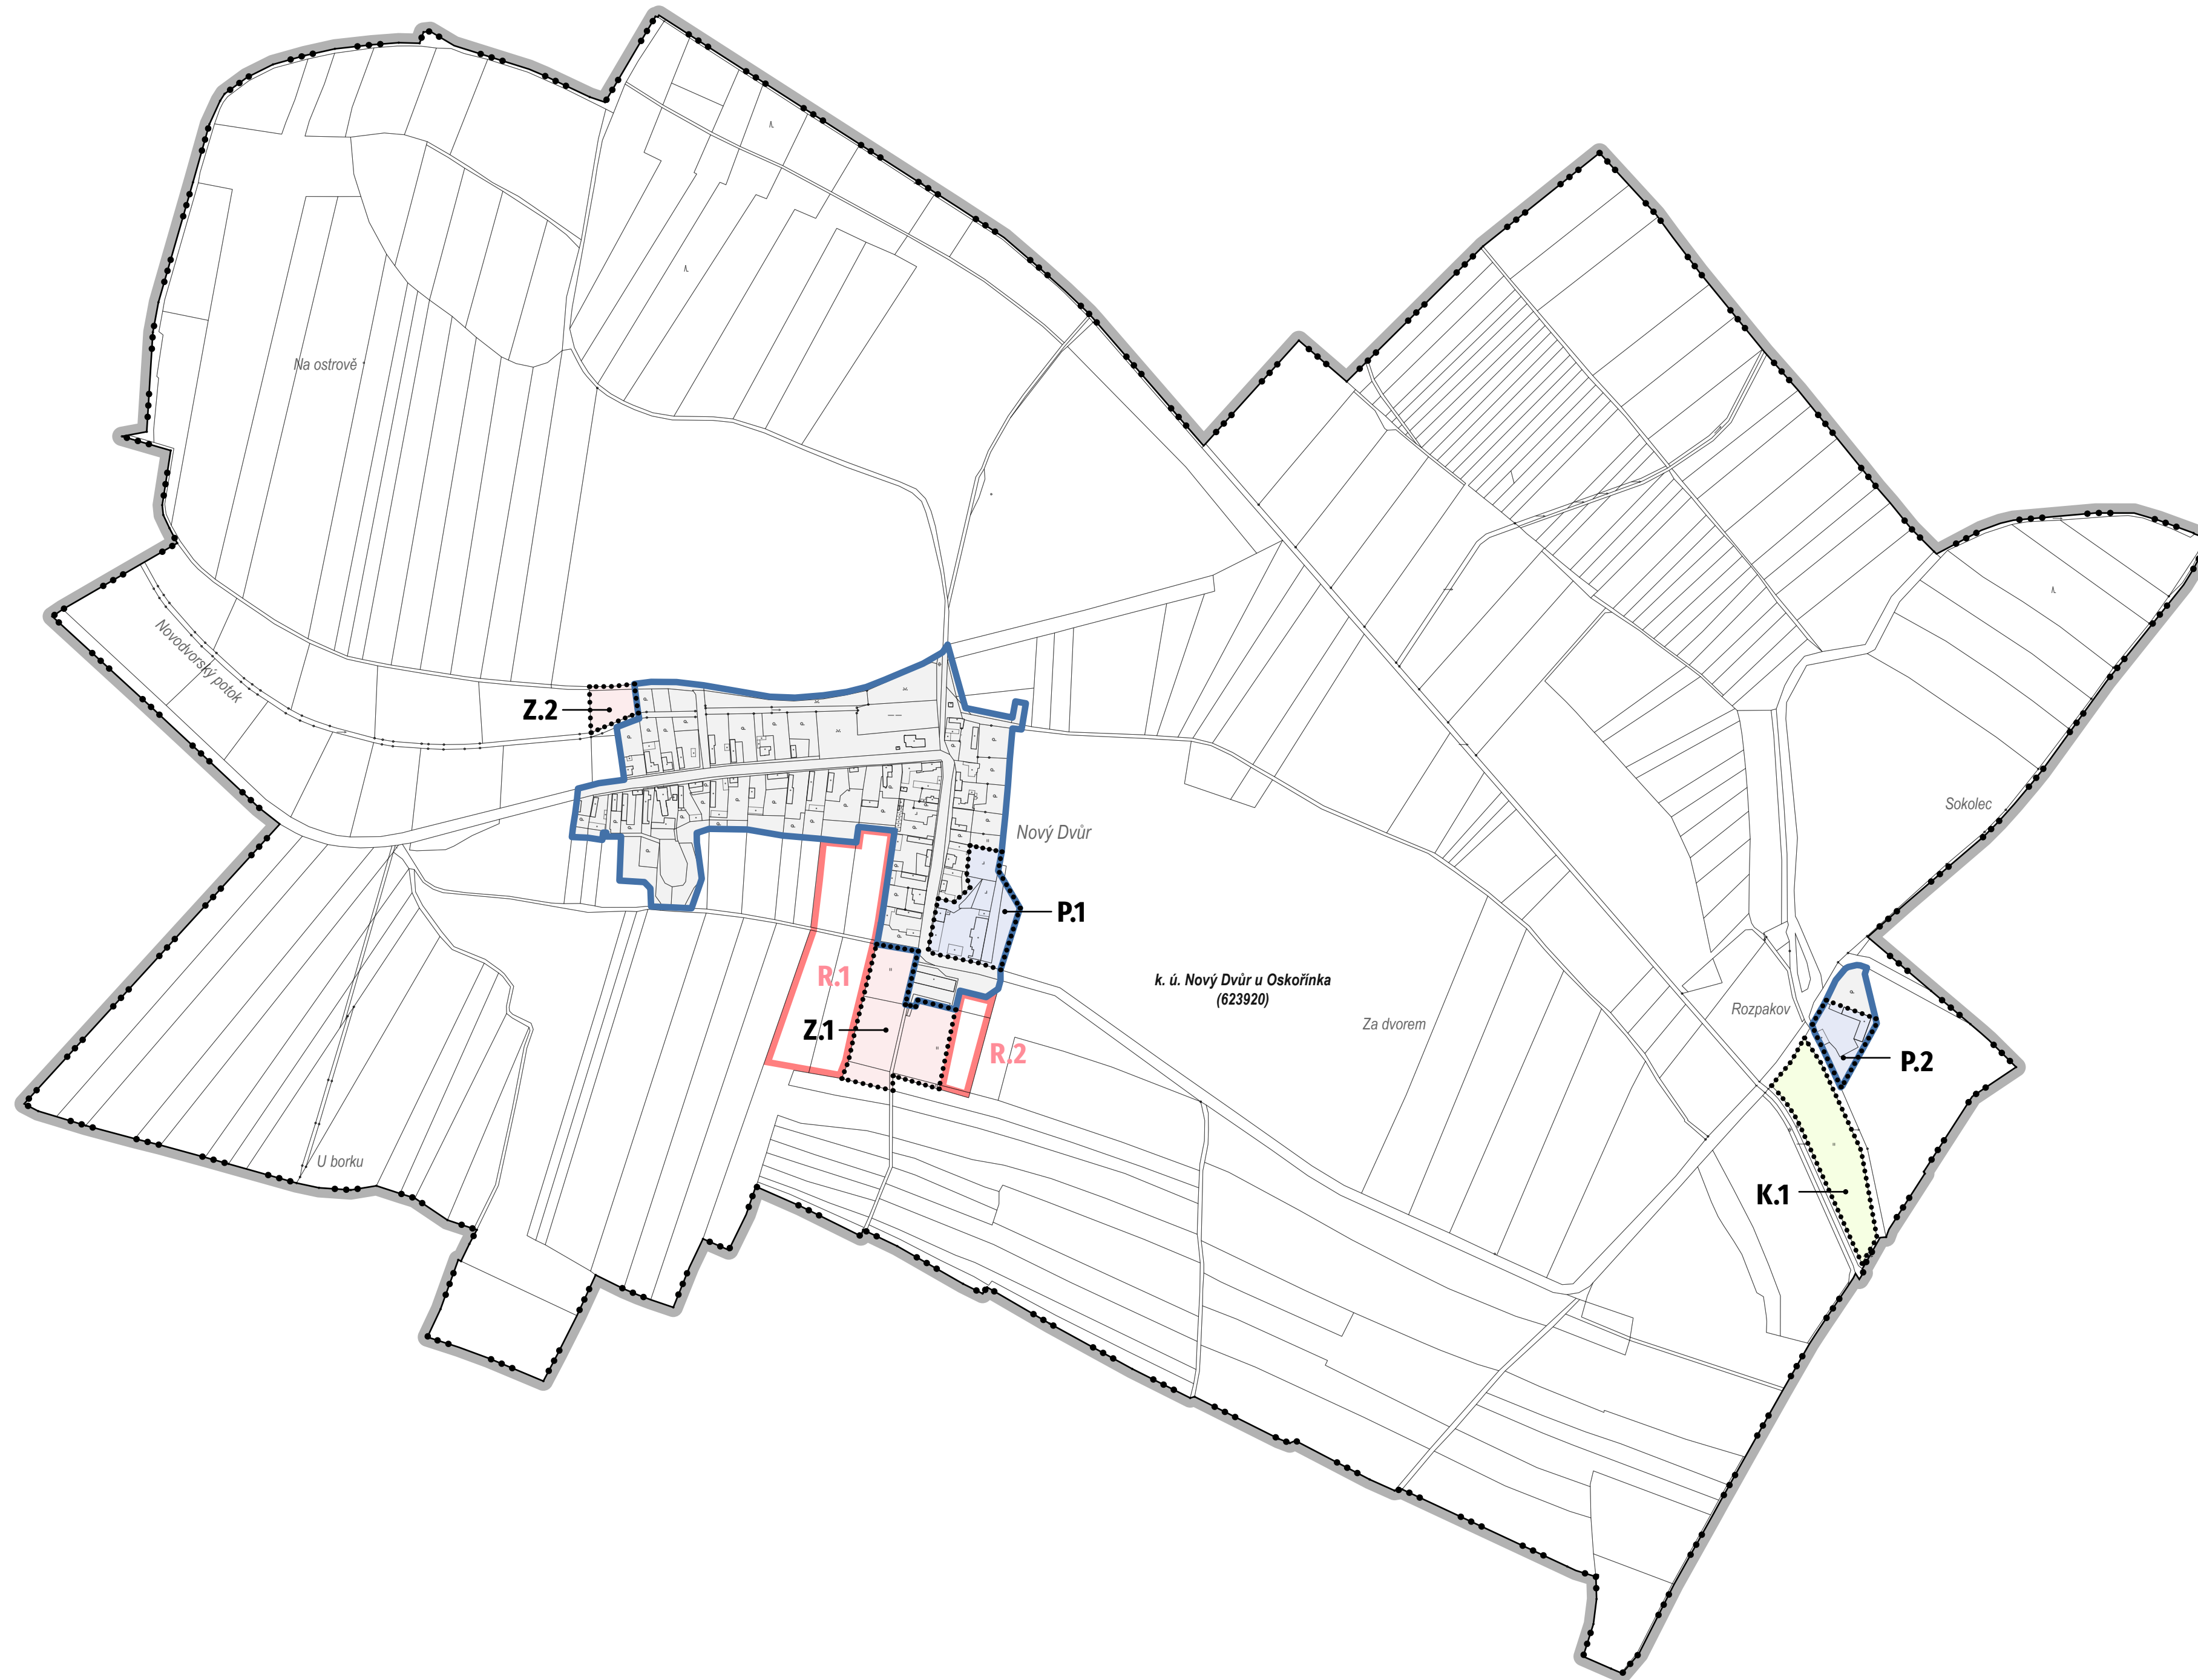 Na ostrově
Novodvorský potok
Z.2
Sokolec
Nový Dvůr
P.1
R.1
k. ú. Nový Dvůr u Oskořínka
(623920)
Rozpakov
Za dvorem
Z.1
R.2
P.2
U borku
K.1